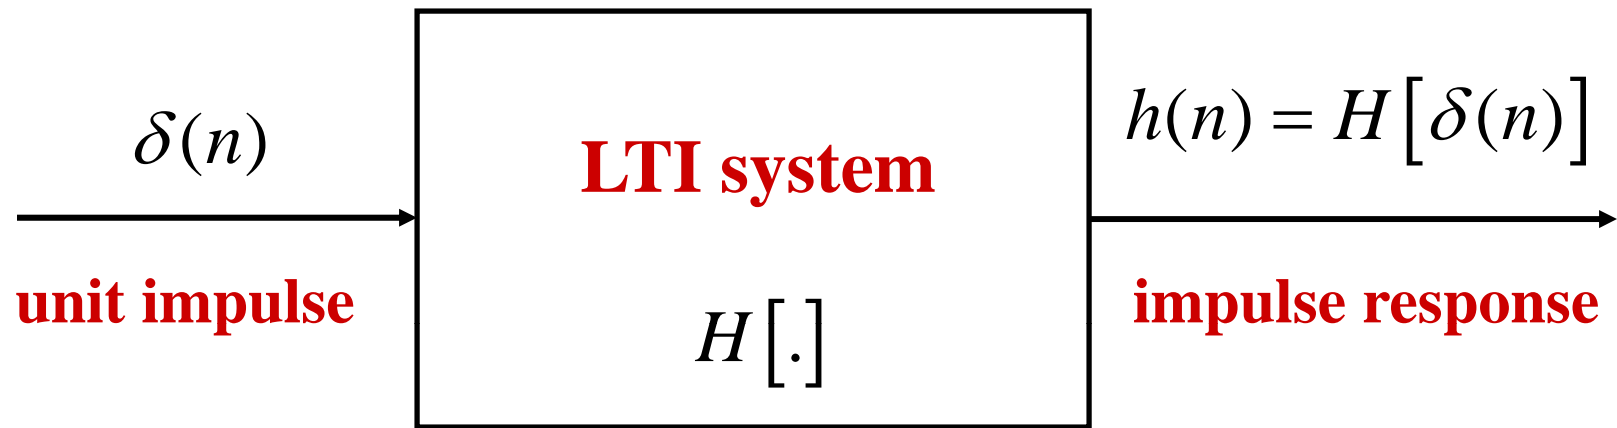 δ(n)
unit impulse
LTI system
H[.]
h(n) = H[δ(n)]
impulse response